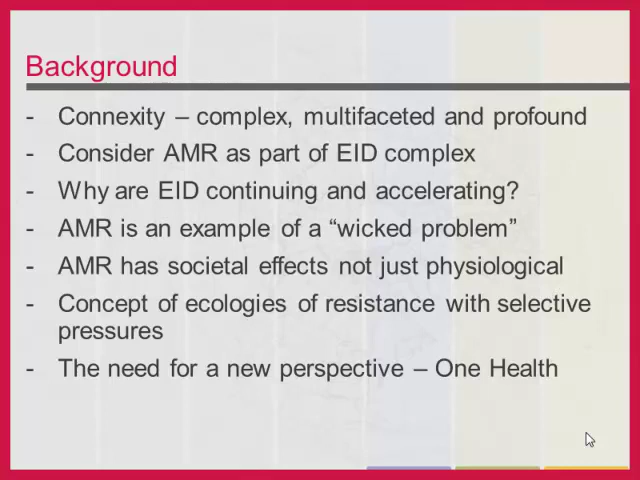 Background
- Connexity – complex, multifaceted and profound
- Consider AMR as part of EID complex
- Why are EID continuing and accelerating?
- AMR is an example of a “wicked problem”
- AMR has societal effects not just physiological
- Concept of ecologies of resistance with selective
pressures
- The need for a new perspective – One Health